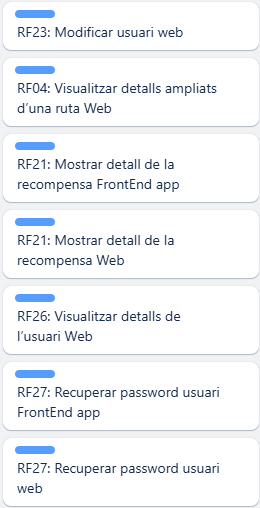 RF23: Modificar usuari web
RF04: Visualitzar detalls ampliats
d’una ruta Web
RF21: Mostrar detall de la
recompensa FrontEnd app
RF21: Mostrar detall de la
recompensa Web
RF26: Visualitzar detalls de
l’usuari Web
RF27: Recuperar password usuari
FrontEnd app
RF27: Recuperar password usuari
web